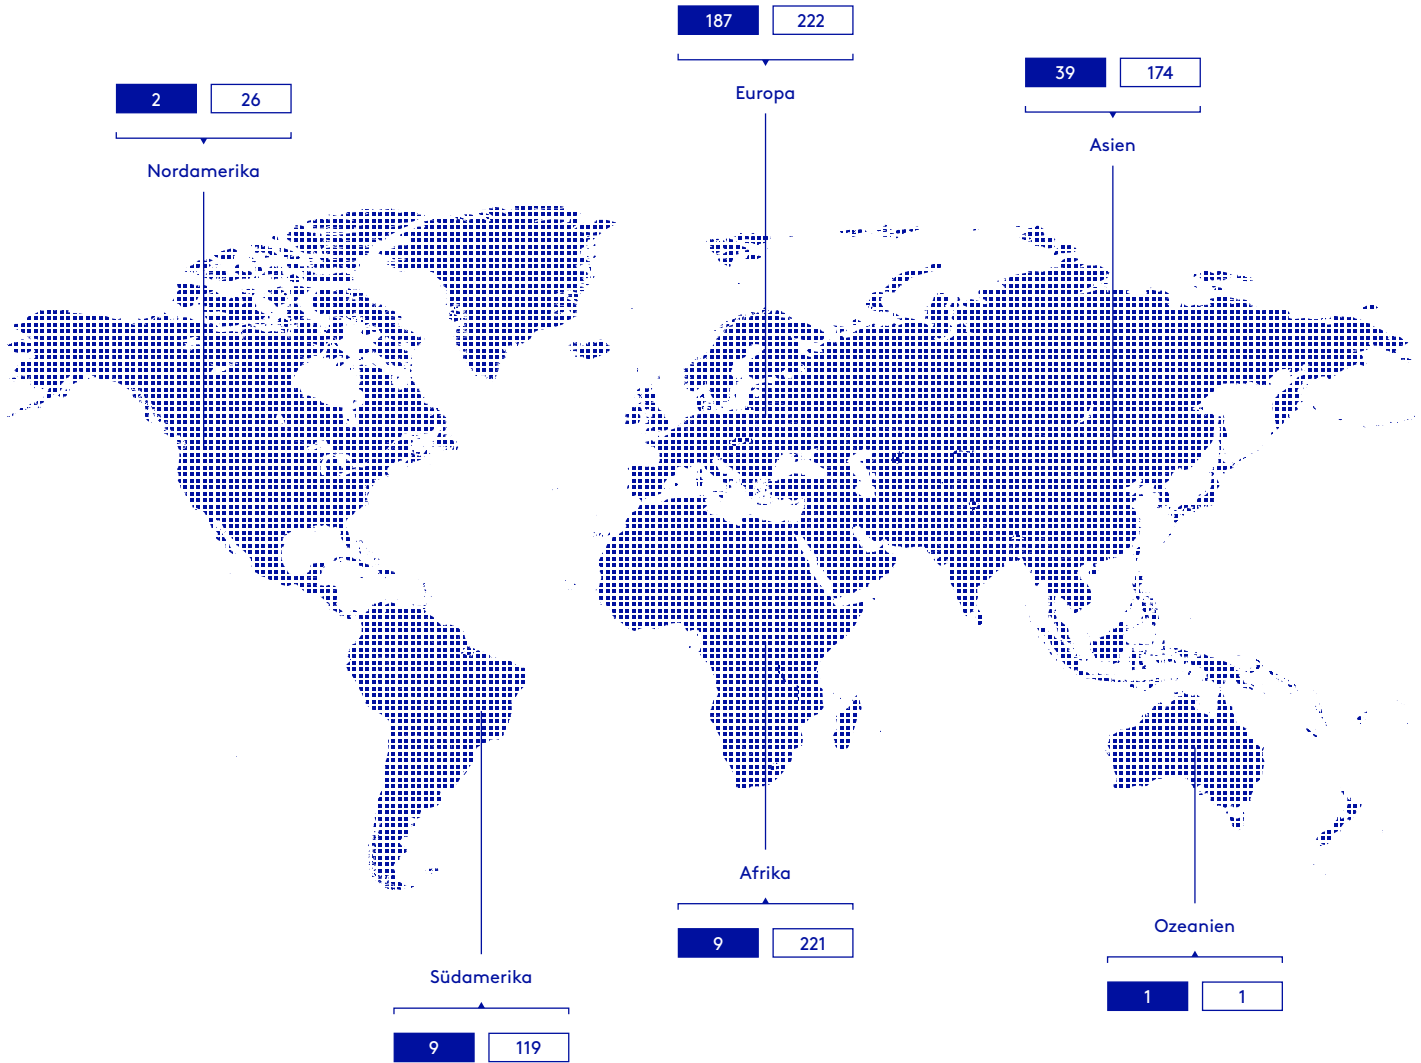 187 222
39 174
2 26
Europa
Asien
Nordamerika
Afrika
Ozeanien
9 221
Südamerika
1 1
9 119